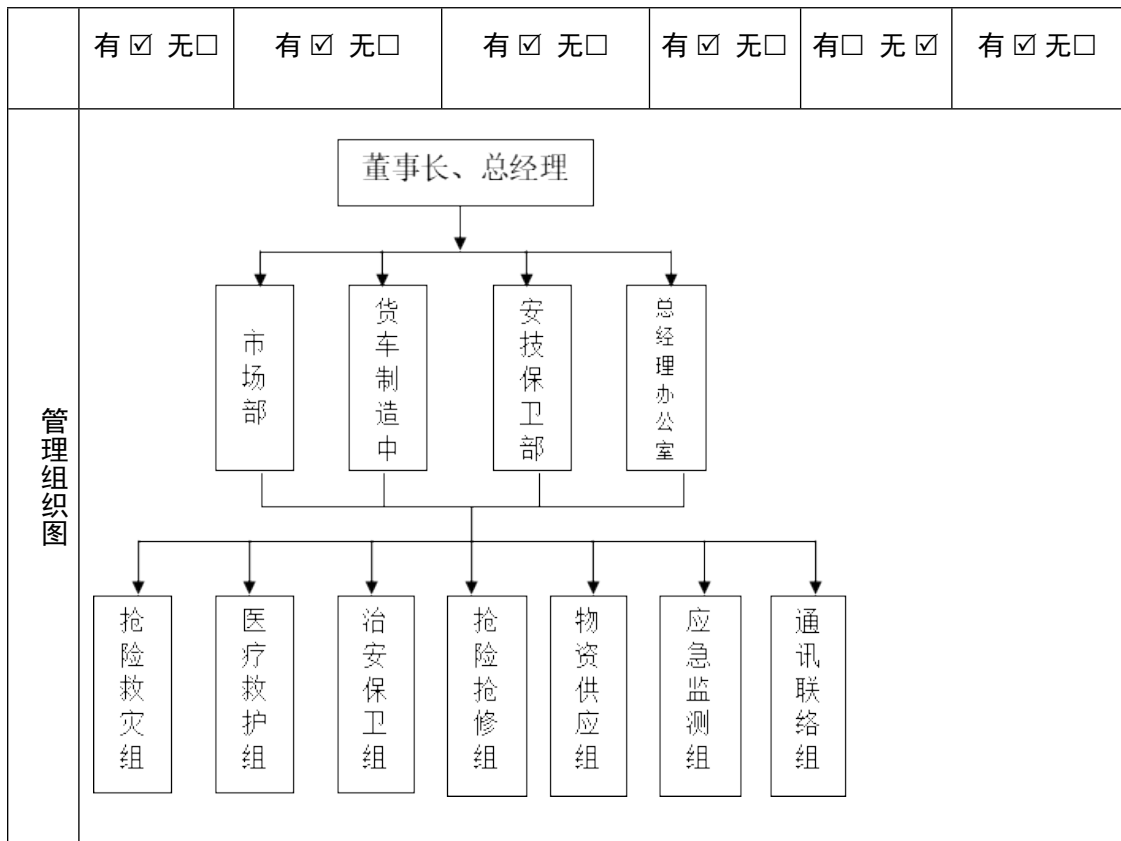 有 ☑ 无□
有 ☑ 无□
有 ☑ 无□
有 ☑ 无□
有□ 无 ☑
有 ☑ 无□
管理组织图
董事长、总经理
市场部
货车制造中
安技保卫部
总经理办公室
抢险救灾组
医疗救护组
治安保卫组
抢险抢修组
物资供应组
应急监测组
通讯联络组